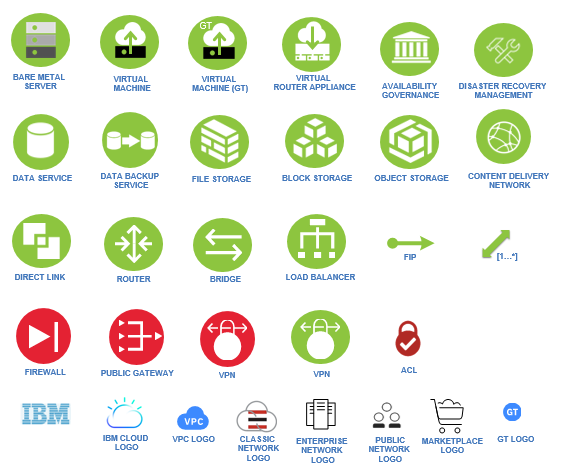 GT
BARE METAL
SERVER
VIRTUAL
MACHINE
VIRTUAL
MACHINE (GT)
VIRTUAL
ROUTER APPLIANCE
AVAILABILITY
GOVERNANCE
DISASTER RECOVERY
MANAGEMENT
DATA SERVICE
DATA BACKUP
SERVICE
FILE STORAGE
BLOCK STORAGE
OBJECT STORAGE
CONTENT DELIVERY
NETWORK
DIRECT LINK
ROUTER
BRIDGE
LOAD BALANCER
FIP
[1...*]
FIREWALL
PUBLIC GATEWAY
VPN
VPN
ACL
IBM
IBM CLOUD
LOGO
VPC
VPC LOGO
CLASSIC
NETWORK
LOGO
ENTERPRISE
NETWORK
LOGO
PUBLIC
NETWORK
LOGO
MARKETPLACE
LOGO
GT
GT LOGO